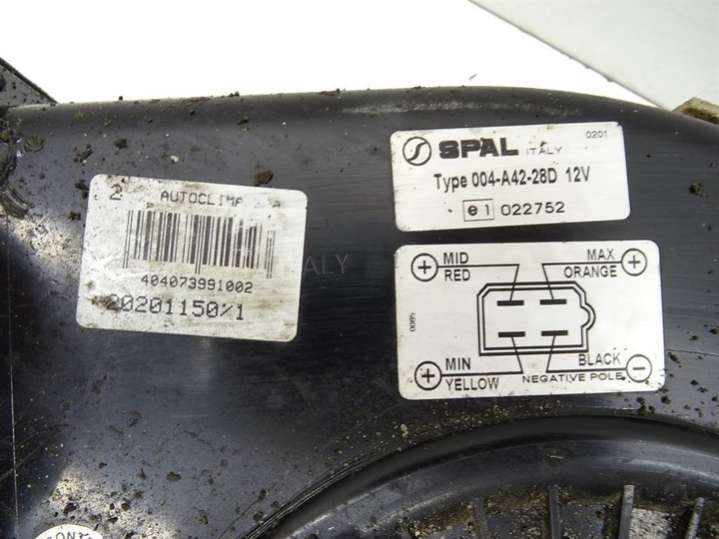 2 AUTOCLIMA
404073991002
20201150%1
ITALY
SPAL
ITALY
0201
Type 004-A42-28D 12V
e1 022752
MID
RED
MAX
ORANGE
0085
MIN
YELLOW
BLACK
NEGATIVE POLE